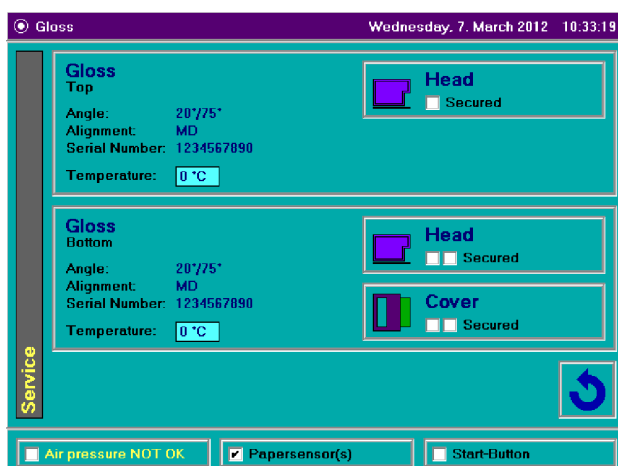 Gloss
Wednesday, 7. March 2012 10:33:19
Service
Gloss
Top
Angle: 20°/75°
Alignment: MD
Serial Number: 1234567890
Temperature: 0 °C
Head
Secured
Gloss
Bottom
Angle: 20°/75°
Alignment: MD
Serial Number: 1234567890
Temperature: 0 °C
Head
Secured
Cover
Secured
Air pressure NOT OK
Papersensor(s)
Start-Button